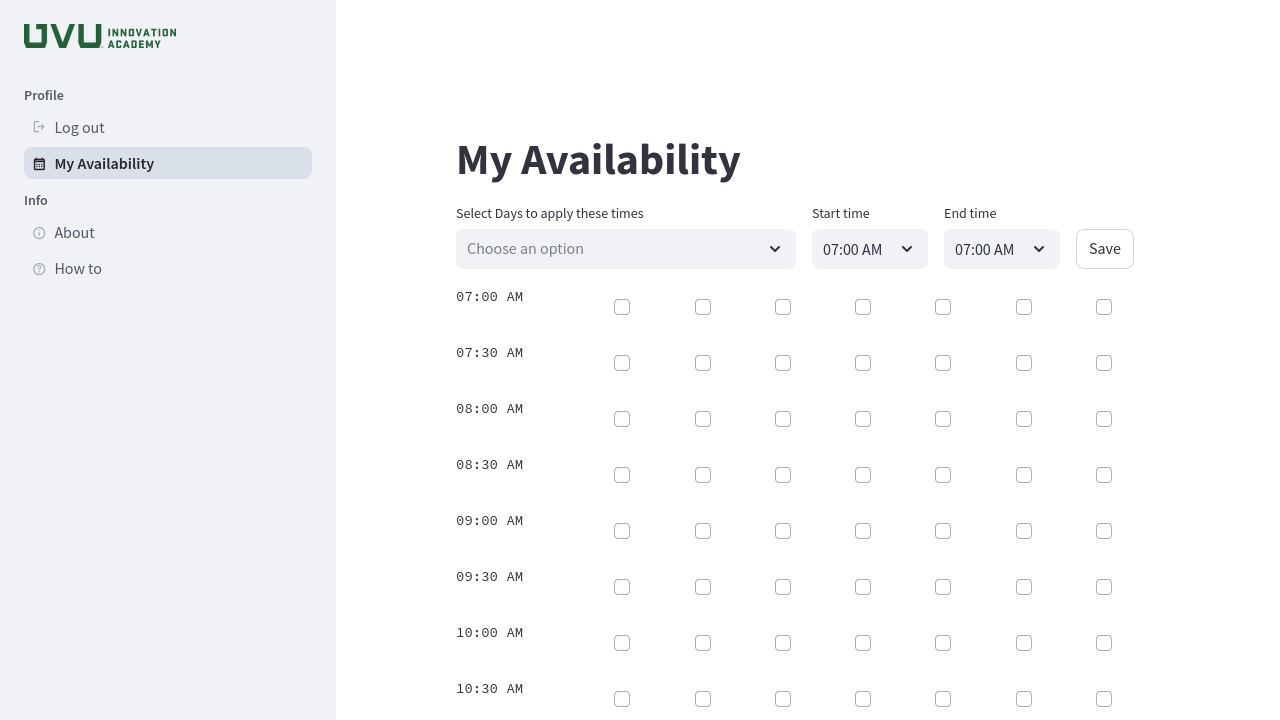 UVU INNOVATION ACADEMY
Profile
Log out
My Availability
Info
About
How to
My Availability
Select Days to apply these times
Start time
End time
Choose an option
07:00 AM
07:00 AM
Save
07:00 AM
07:30 AM
08:00 AM
08:30 AM
09:00 AM
09:30 AM
10:00 AM
10:30 AM